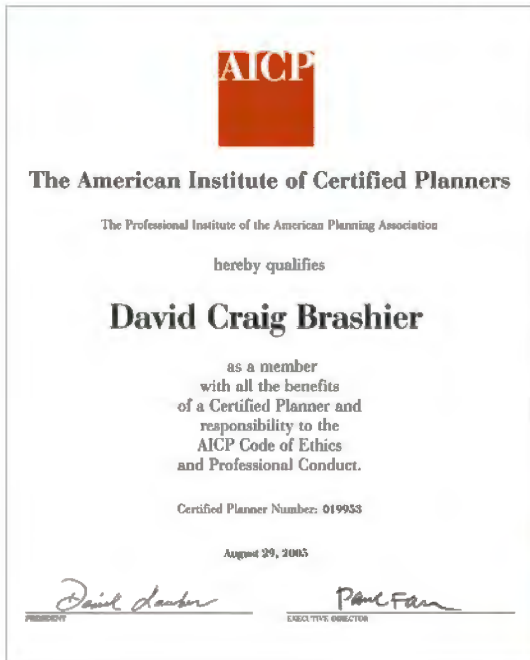 AICP
The American Institute of Certified Planners
The Professional Institute of the American Planning Association
hereby qualifies
David Craig Brashier
as a member
with all the benefits
of a Certified Planner and
responsibility to the
AICP Code of Ethics
and Professional Conduct.
Certified Planner Number: 019953
August 29, 2005
PRESIDENT EXECUTIVE DIRECTOR